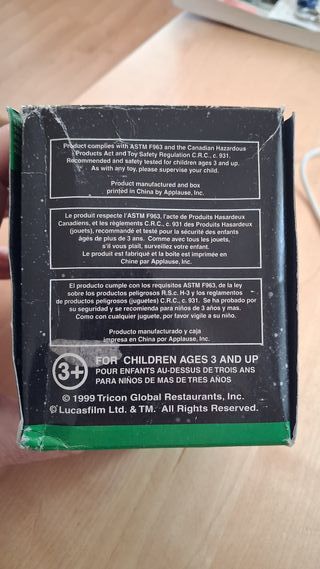 Product complies with ASTM F963 and the Canadian Hazardous
Products Act and Toy Safety Regulation C.R.C., c. 931.
Recommended and safety tested for children ages 3 and up.
As with any toy, please supervise your child.
Product manufactured and box
printed in China by Applause, Inc.
Le produit respecte l'ASTM F963, l'acte de Produits Hasardeux
Canadiens, et les règlements C.R.C., c. 931 des Produits Hasardeux
(jouets), recommandé et testé pour la sécurité des enfants
âgés de plus de 3 ans. Comme avec tous les jouets,
s'il vous plait, surveillez votre enfant.
Le produit est fabriqué et la boîte est imprimée en
Chine par Applause, Inc.
El producto cumple con los requisitos ASTM F963, de la ley
sobre los productos peligrosos R.S.c. H-3 y los reglamentos
de productos peligrosos (juguetes) C.R.C., c. 931. Se ha probado por
su seguridad y se recomienda para niños de 3 años y mas.
Como con cualquier juguete, por favor vigile a su niño.
Producto manufacturado y caja
impresa en China por Applause, Inc.
3+
FOR CHILDREN AGES 3 AND UP
POUR ENFANTS AU-DESSUS DE TROIS ANS
PARA NIÑOS DE MAS DE TRES AÑOS
© 1999 Tricon Global Restaurants, Inc.
© Lucasfilm Ltd. & TM. All Rights Reserved.